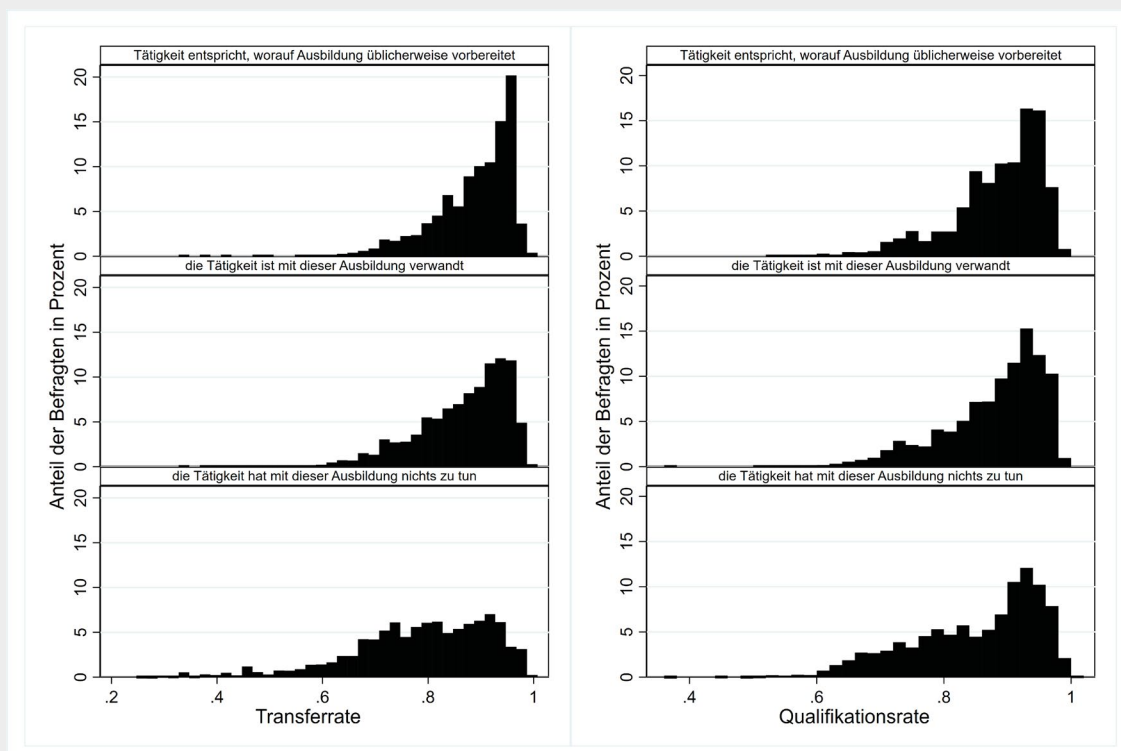 Tätigkeit entspricht, worauf Ausbildung üblicherweise vorbereitet
20
15
10
5
0
die Tätigkeit ist mit dieser Ausbildung verwandt
20
15
10
5
0
die Tätigkeit hat mit dieser Ausbildung nichts zu tun
20
15
10
5
0
Anteil der Befragten in Prozent
.2 .4 .6 .8 1
Transferrate
Tätigkeit entspricht, worauf Ausbildung üblicherweise vorbereitet
20
15
10
5
0
die Tätigkeit ist mit dieser Ausbildung verwandt
20
15
10
5
0
die Tätigkeit hat mit dieser Ausbildung nichts zu tun
20
15
10
5
0
Anteil der Befragten in Prozent
.4 .6 .8 1
Qualifikationsrate